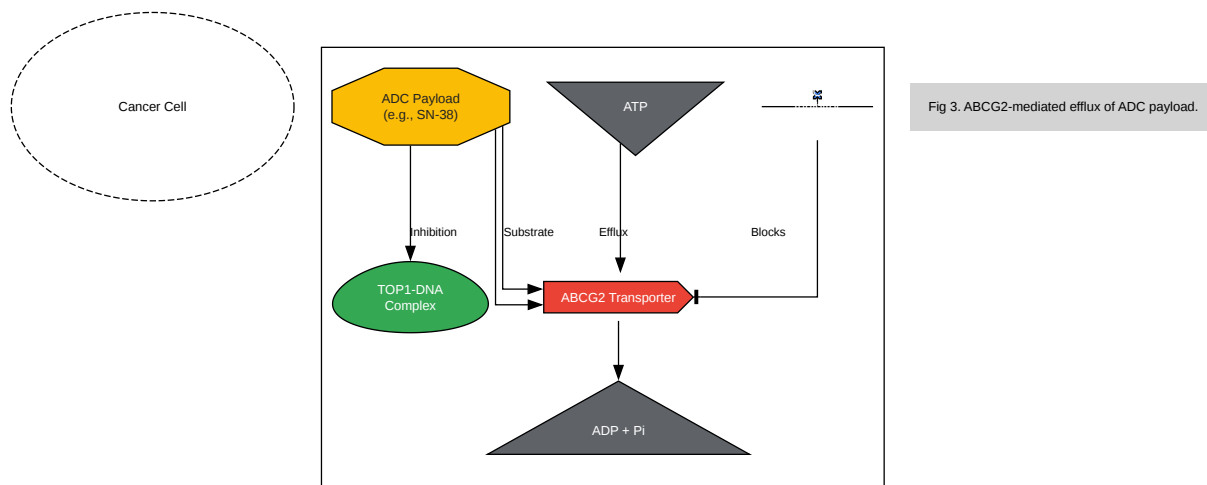 Cancer Cell
ADC Payload
(e.g., SN-38)
ATP
Fig 3. ABCG2-mediated efflux of ADC payload.
Inhibition
Substrate
Efflux
Blocks
TOP1-DNA
Complex
ABCG2 Transporter
ADP + Pi